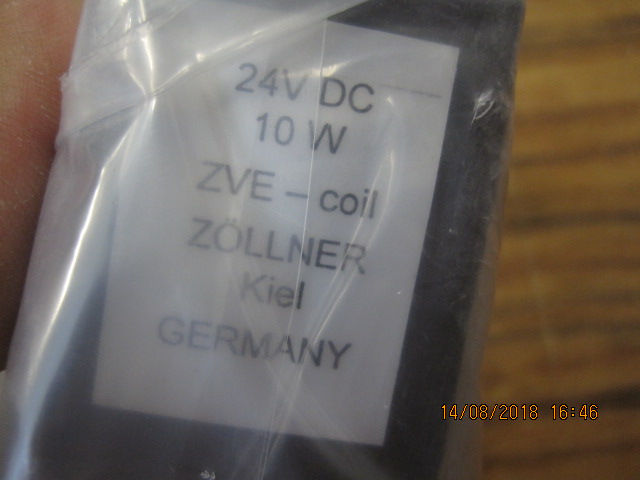 24V DC
10 W
ZVE – coil
ZÖLLNER
Kiel
GERMANY
14/08/2018 16:46